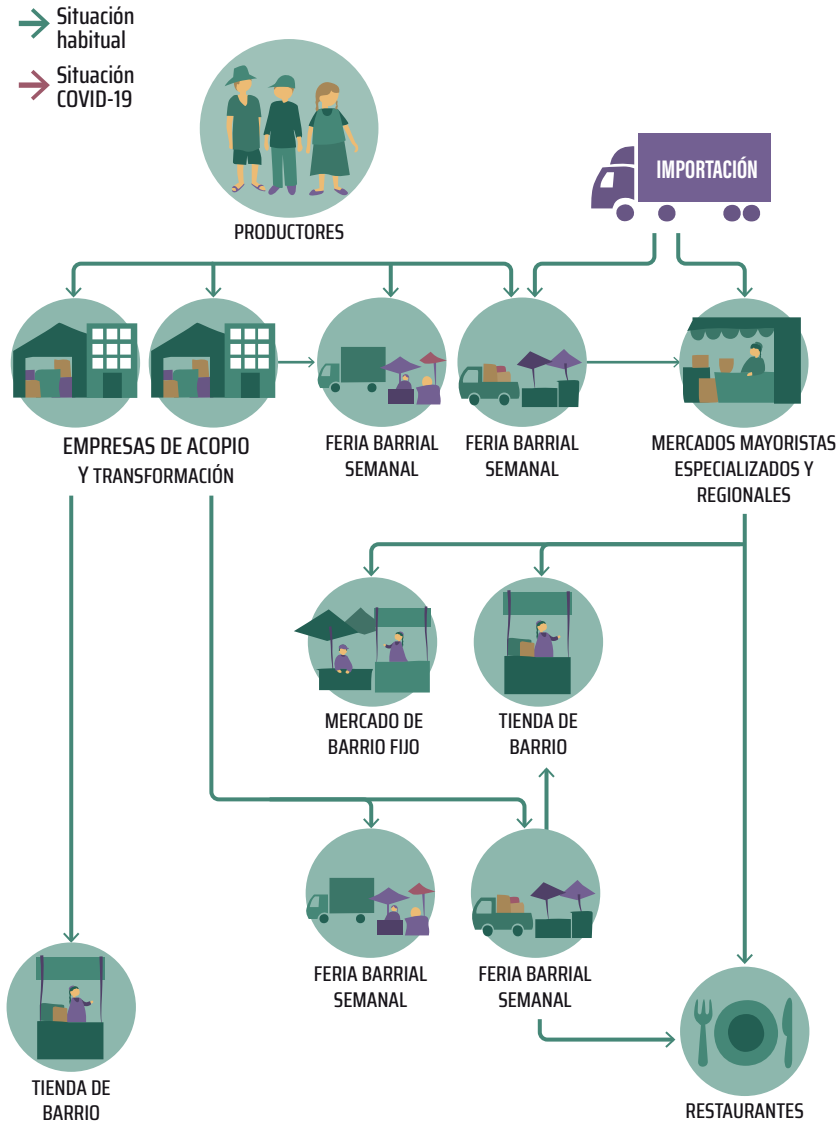 Situación
habitual
Situación
COVID-19
IMPORTACIÓN
PRODUCTORES
EMPRESAS DE ACOPIO
Y TRANSFORMACIÓN
FERIA BARRIAL
SEMANAL
FERIA BARRIAL
SEMANAL
MERCADOS MAYORISTAS
ESPECIALIZADOS Y
REGIONALES
MERCADO DE
BARRIO FIJO
TIENDA DE
BARRIO
FERIA BARRIAL
SEMANAL
FERIA BARRIAL
SEMANAL
TIENDA DE
BARRIO
RESTAURANTES